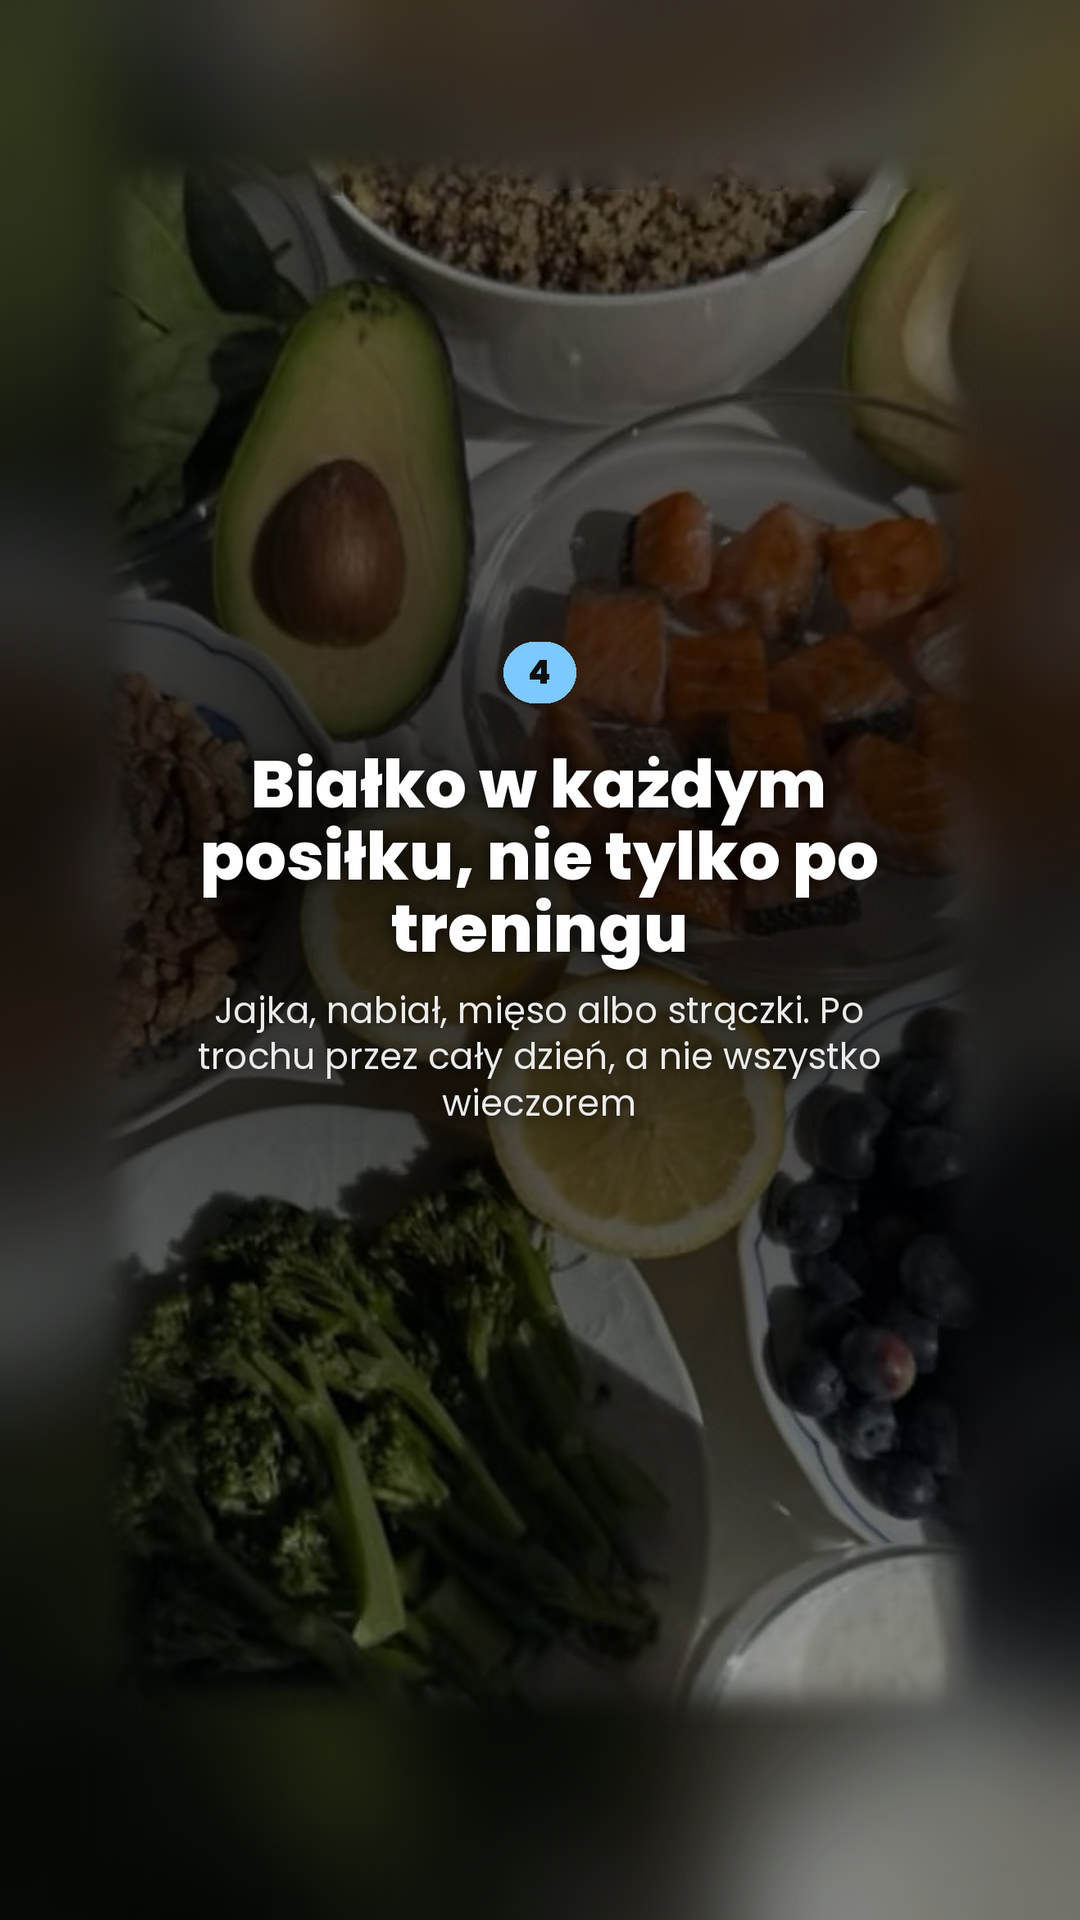 4
Białko w każdym
posiłku, nie tylko po
treningu
Jajka, nabiał, mięso albo strączki. Po
trochu przez cały dzień, a nie wszystko
wieczorem